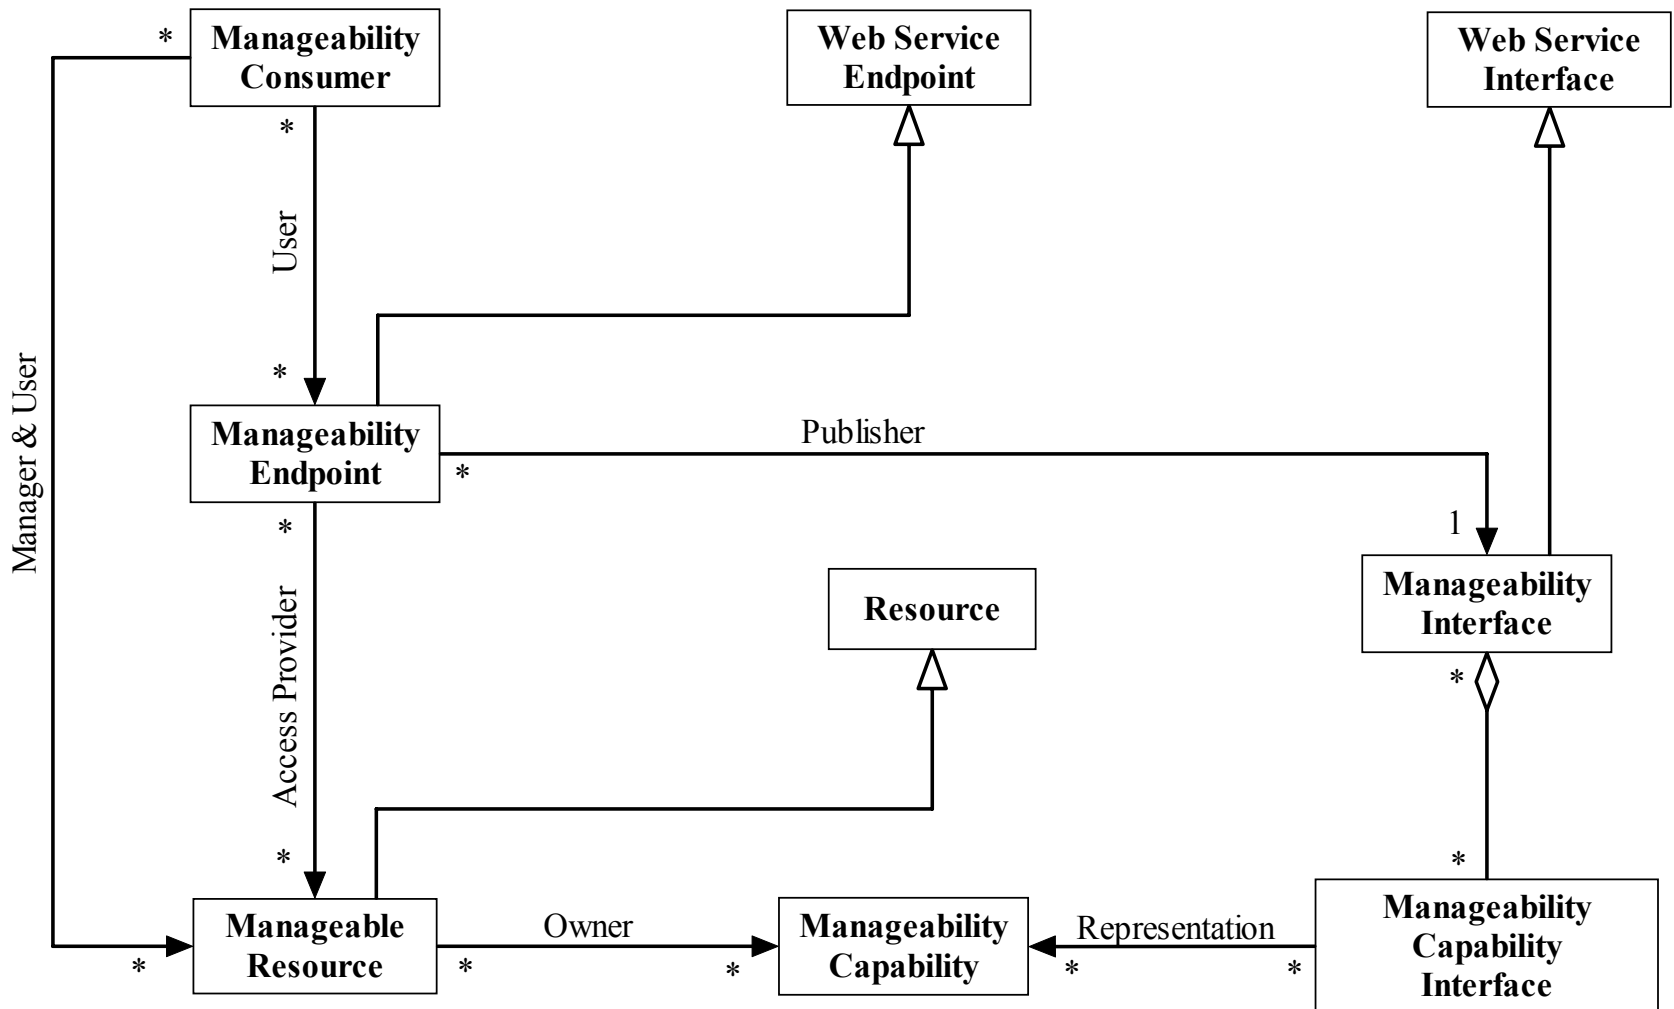 *
Manageability
Consumer
Web Service
Endpoint
Web Service
Interface
*
User
*
Manager & User
Manageability
Endpoint
Publisher
*
*
1
Access Provider
Resource
Manageability
Interface
*
*
*
Manageable
Resource
*
Owner
*
*
Manageability
Capability
Representation
*
*
Manageability
Capability
Interface